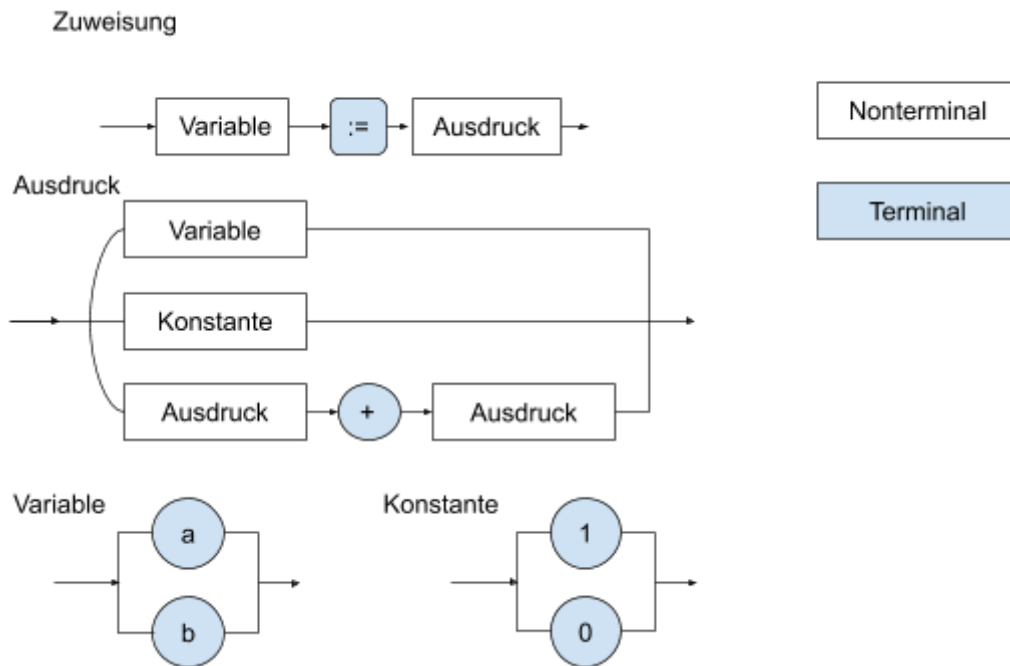 Zuweisung
Variable := Ausdruck
Nonterminal
Ausdruck
Terminal
Variable
Konstante
Ausdruck + Ausdruck
Variable
a
b
Konstante
1
0